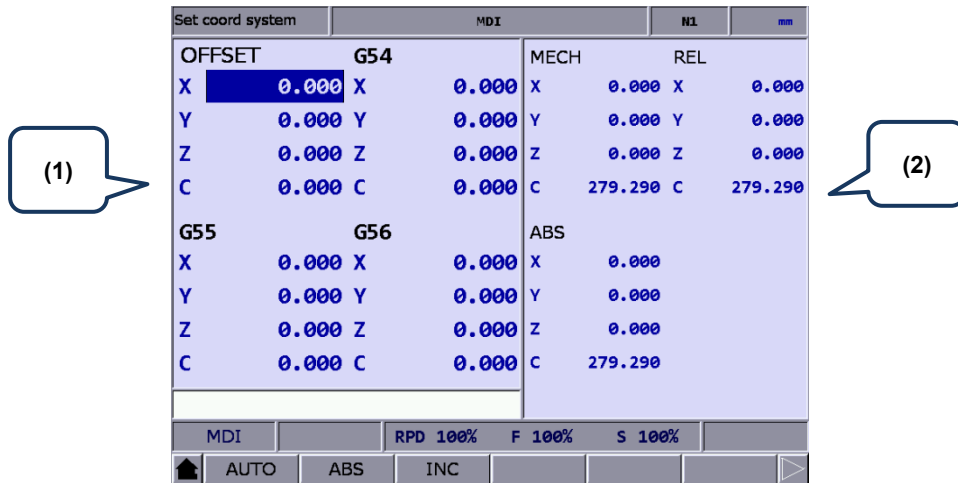 Set coord system MDI N1 mm
OFFSET G54 MECH REL
X 0.000 X 0.000 X 0.000 X 0.000
Y 0.000 Y 0.000 Y 0.000 Y 0.000
Z 0.000 Z 0.000 Z 0.000 Z 0.000
(1) (2)
C 0.000 C 0.000 C 279.290 C 279.290
G55 G56 ABS
X 0.000 X 0.000 X 0.000
Y 0.000 Y 0.000 Y 0.000
Z 0.000 Z 0.000 Z 0.000
C 0.000 C 0.000 C 279.290
MDI RPD 100% F 100% S 100%
AUTO ABS INC